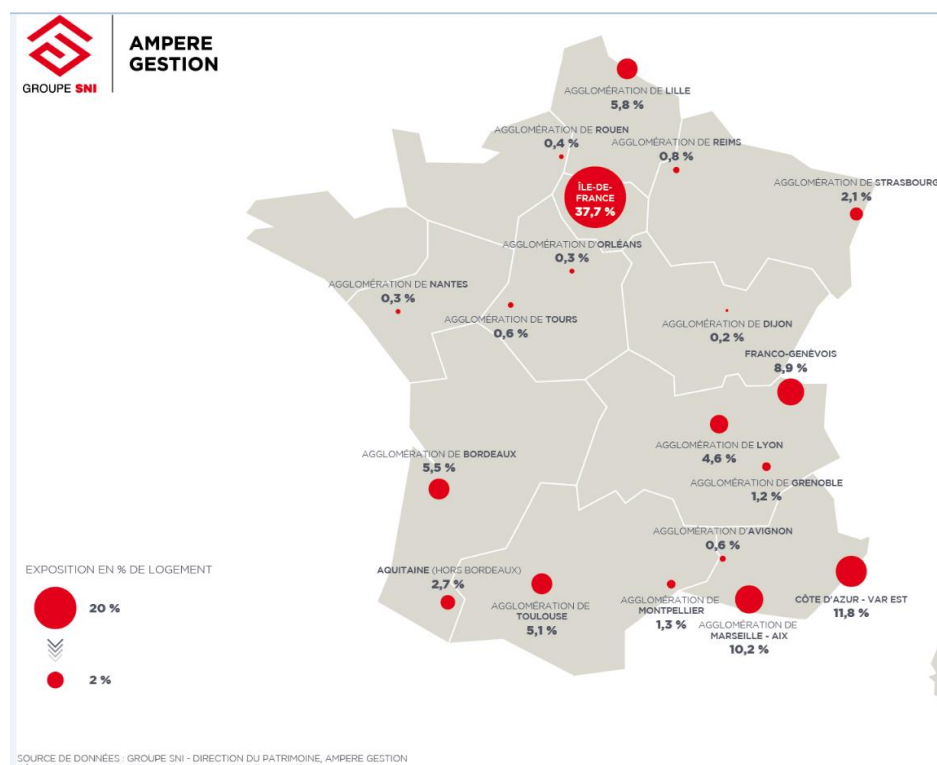 GROUPE SNI
AMPERE
GESTION
AGGLOMÉRATION DE LILLE
5,8 %
AGGLOMÉRATION DE ROUEN
0,4 %
AGGLOMÉRATION DE REIMS
0,8 %
AGGLOMÉRATION DE STRASBOURG
2,1 %
ÎLE-DE-
FRANCE
37,7 %
AGGLOMÉRATION D'ORLÉANS
0,3 %
AGGLOMÉRATION DE NANTES
0,3 %
AGGLOMÉRATION DE TOURS
0,6 %
AGGLOMÉRATION DE DIJON
0,2 %
FRANCO-GENÈVOIS
8,9 %
AGGLOMÉRATION DE LYON
4,6 %
AGGLOMÉRATION DE GRENOBLE
1,2 %
AGGLOMÉRATION DE BORDEAUX
5,5 %
AGGLOMÉRATION D'AVIGNON
0,6 %
AQUITAINE (HORS BORDEAUX)
2,7 %
AGGLOMÉRATION DE
TOULOUSE
5,1 %
AGGLOMÉRATION DE
MONTPELLIER
1,3 %
AGGLOMÉRATION DE
MARSEILLE - AIX
10,2 %
CÔTE D'AZUR - VAR EST
11,8 %
EXPOSITION EN % DE LOGEMENT
20 %
2 %
SOURCE DE DONNÉES : GROUPE SNI - DIRECTION DU PATRIMOINE, AMPERE GESTION